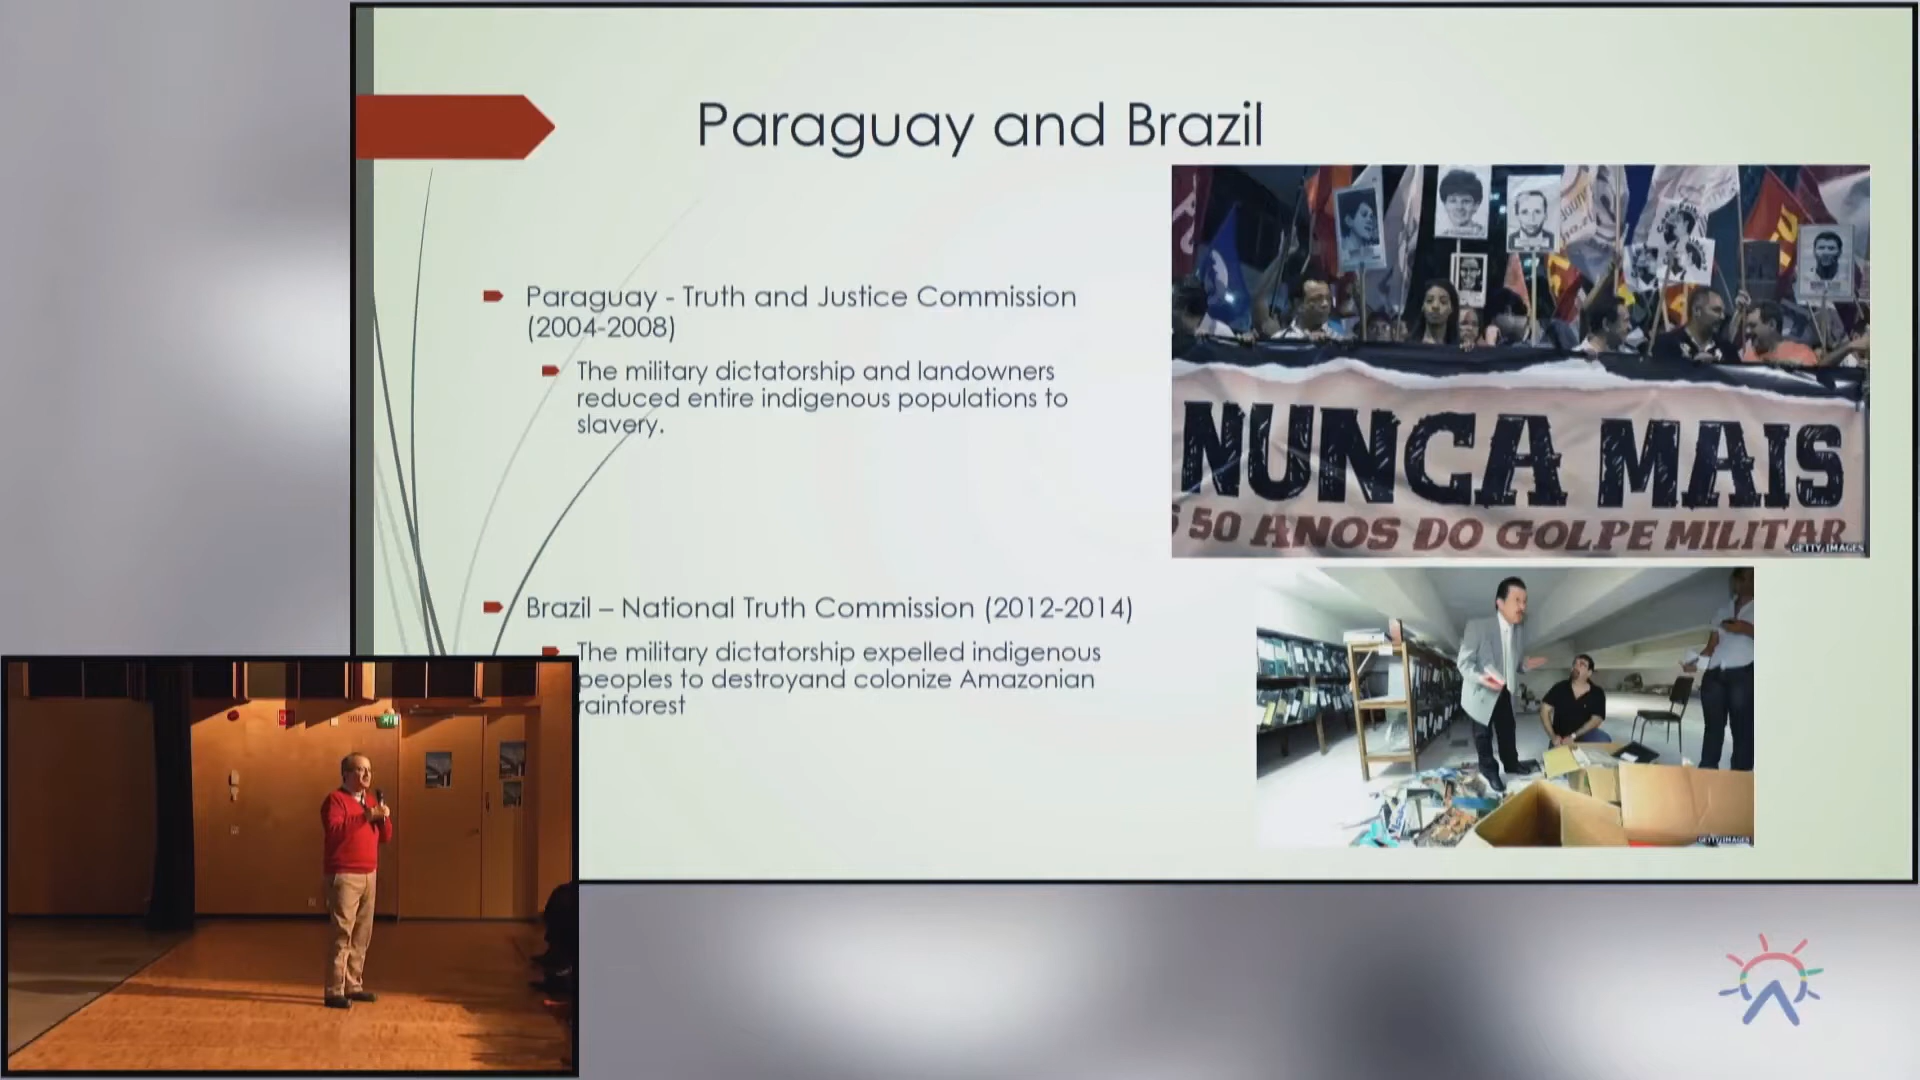 Paraguay and Brazil
Paraguay - Truth and Justice Commission
(2004-2008)
The military dictatorship and landowners
reduced entire indigenous populations to
slavery.
Brazil – National Truth Commission (2012-2014)
The military dictatorship expelled indigenous
peoples to destroyand colonize Amazonian
rainforest
NUNCA MAIS
50 ANOS DO GOLPE MILITAR
GETTY IMAGES
GETTY IMAGES